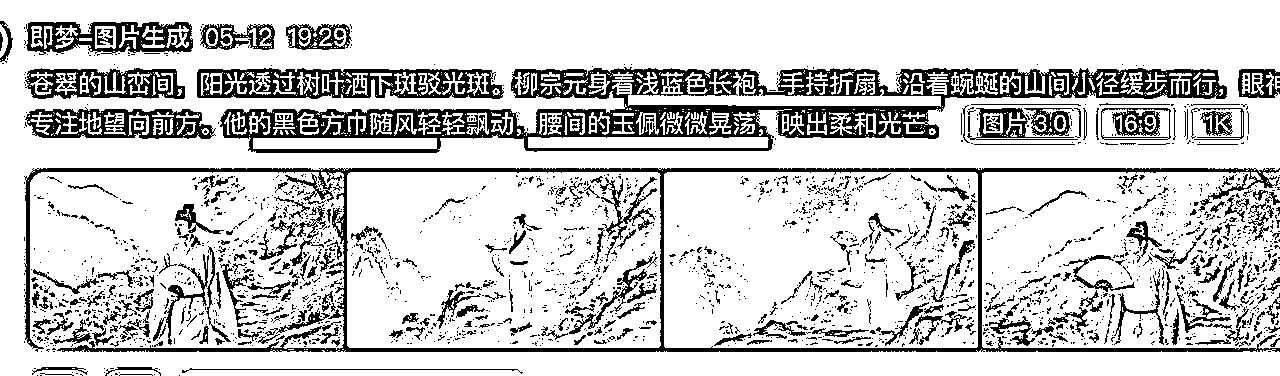 即梦-图片生成 05-12 19:29
苍翠的山峦间，阳光透过树叶洒下斑驳光斑。柳宗元身着浅蓝色长袍，手持折扇，沿着蜿蜒的山间小径缓步而行，眼神
专注地望向前方。他的黑色方巾随风轻轻飘动，腰间的玉佩微微晃荡，映出柔和光芒。 图片 3.0 16:9 1K